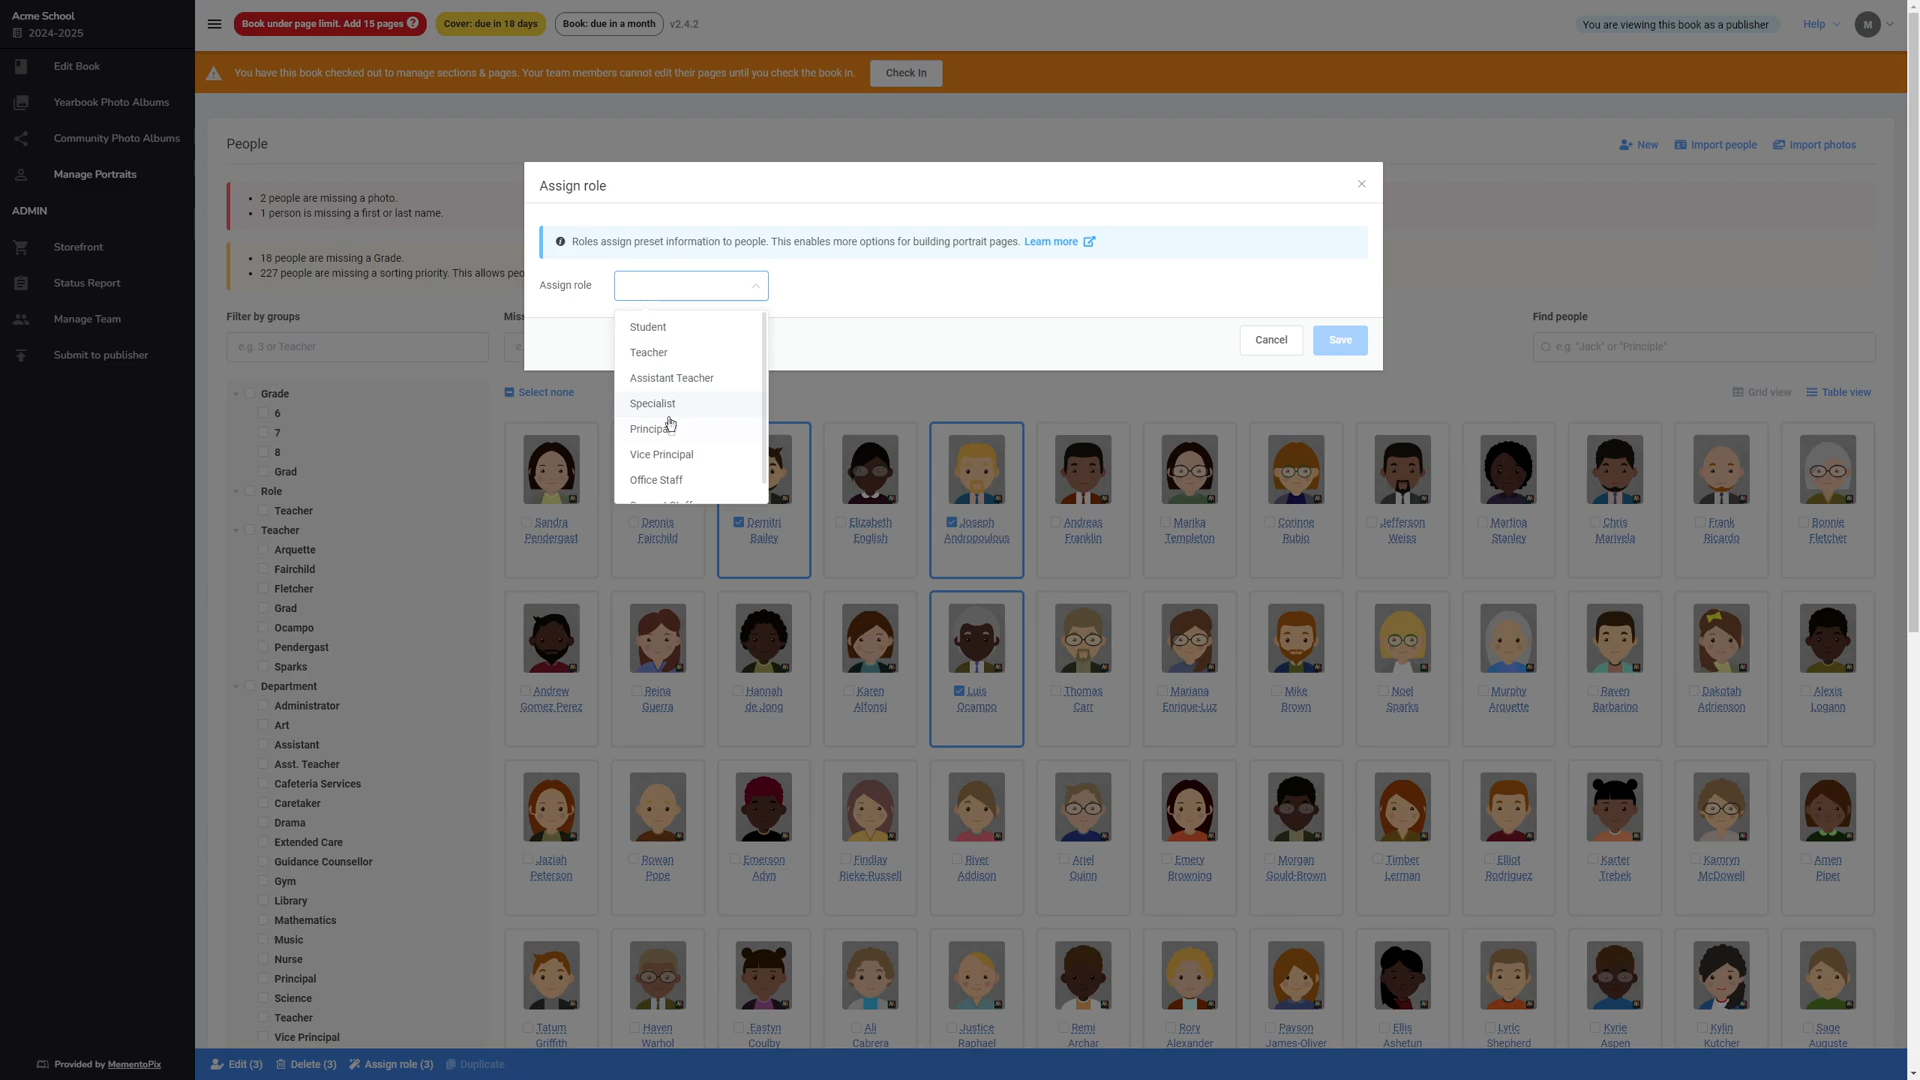 Acme School
2024-2025
Edit Book
Yearbook Photo Albums
Community Photo Albums
Manage Portraits
ADMIN
Storefront
Status Report
Manage Team
Submit to publisher
Provided by MementoPix
Book under page limit. Add 15 pages ?
Cover: due in 18 days
Book: due in a month
v2.4.2
You are viewing this book as a publisher
Help
M
You have this book checked out to manage sections & pages. Your team members cannot edit their pages until you check the book in.
Check In
People
New
Import people
Import photos
2 people are missing a photo.
1 person is missing a first or last name.
18 people are missing a Grade.
227 people are missing a sorting priority. This allows
Assign role
Roles assign preset information to people. This enables more options for building portrait pages. Learn more
Assign role
Cancel
Save
Student
Teacher
Assistant Teacher
Specialist
Principal
Vice Principal
Office Staff
Filter by groups
e.g. 3 or Teacher
Find people
e.g. "Jack" or "Principle"
Select none
Grid view
Table view
Grade
6
7
8
Grad
Role
Teacher
Teacher
Arquette
Fairchild
Fletcher
Grad
Ocampo
Pendergast
Sparks
Department
Administrator
Art
Assistant
Asst. Teacher
Cafeteria Services
Caretaker
Drama
Extended Care
Guidance Counsellor
Gym
Library
Mathematics
Music
Nurse
Principal
Science
Teacher
Vice Principal
Sandra Pendergast
Dennis Fairchild
Demitri Bailey
Elizabeth English
Joseph Andropoulous
Andreas Franklin
Marika Templeton
Corinne Rubio
Jefferson Weiss
Martina Stanley
Chris Marivela
Frank Ricardo
Bonnie Fletcher
Andrew Gomez Perez
Reina Guerra
Hannah de Jong
Karen Alfonsi
Luis Ocampo
Thomas Carr
Mariana Enrique-Luz
Mike Brown
Noel Sparks
Murphy Arquette
Raven Barbarino
Dakotah Adrienson
Alexis Logann
Jaziah Peterson
Rowan Pope
Emerson Adyn
Findlay Rieke-Russell
River Addison
Ariel Quinn
Emery Browning
Morgan Gould-Brown
Timber Lerman
Elliot Rodriguez
Karter Trebek
Kamryn McDowell
Amen Piper
Tatum Griffith
Haven Warhol
Eastyn Coulby
Ali Cabrera
Justice Raphael
Remi Archar
Rory Alexander
Payson James-Oliver
Ellis Ashetun
Lyric Shepherd
Kyrie Aspen
Kylin Kutcher
Sage Auguste
Edit (3)
Delete (3)
Assign role (3)
Duplicate